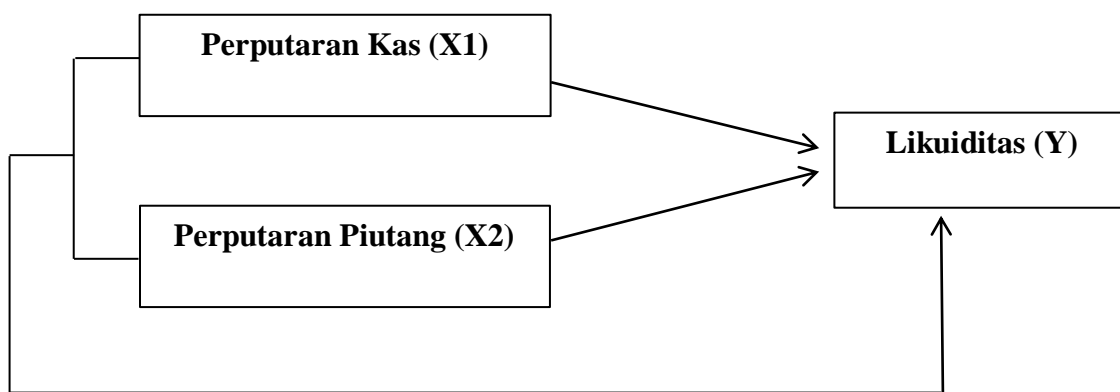 Perputaran Kas (X1)
Likuiditas (Y)
Perputaran Piutang (X2)